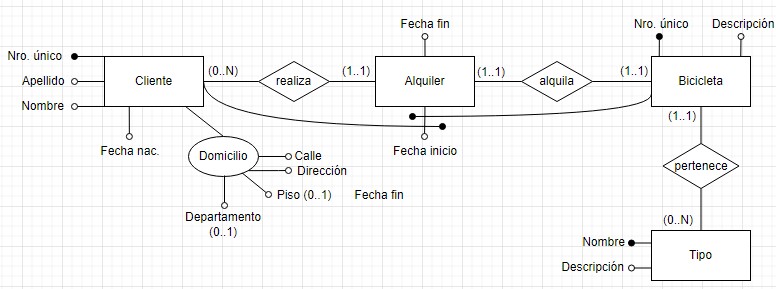 Fecha fin
Nro. único
Descripción
Nro. único
Apellido
Nombre
Cliente
(0..N)
realiza
(1..1)
Alquiler
(1..1)
alquila
(1..1)
Bicicleta
(1..1)
Fecha nac.
Fecha inicio
Domicilio
Calle
Dirección
Piso (0..1)
Fecha fin
Departamento
(0..1)
pertenece
(0..N)
Nombre
Descripción
Tipo